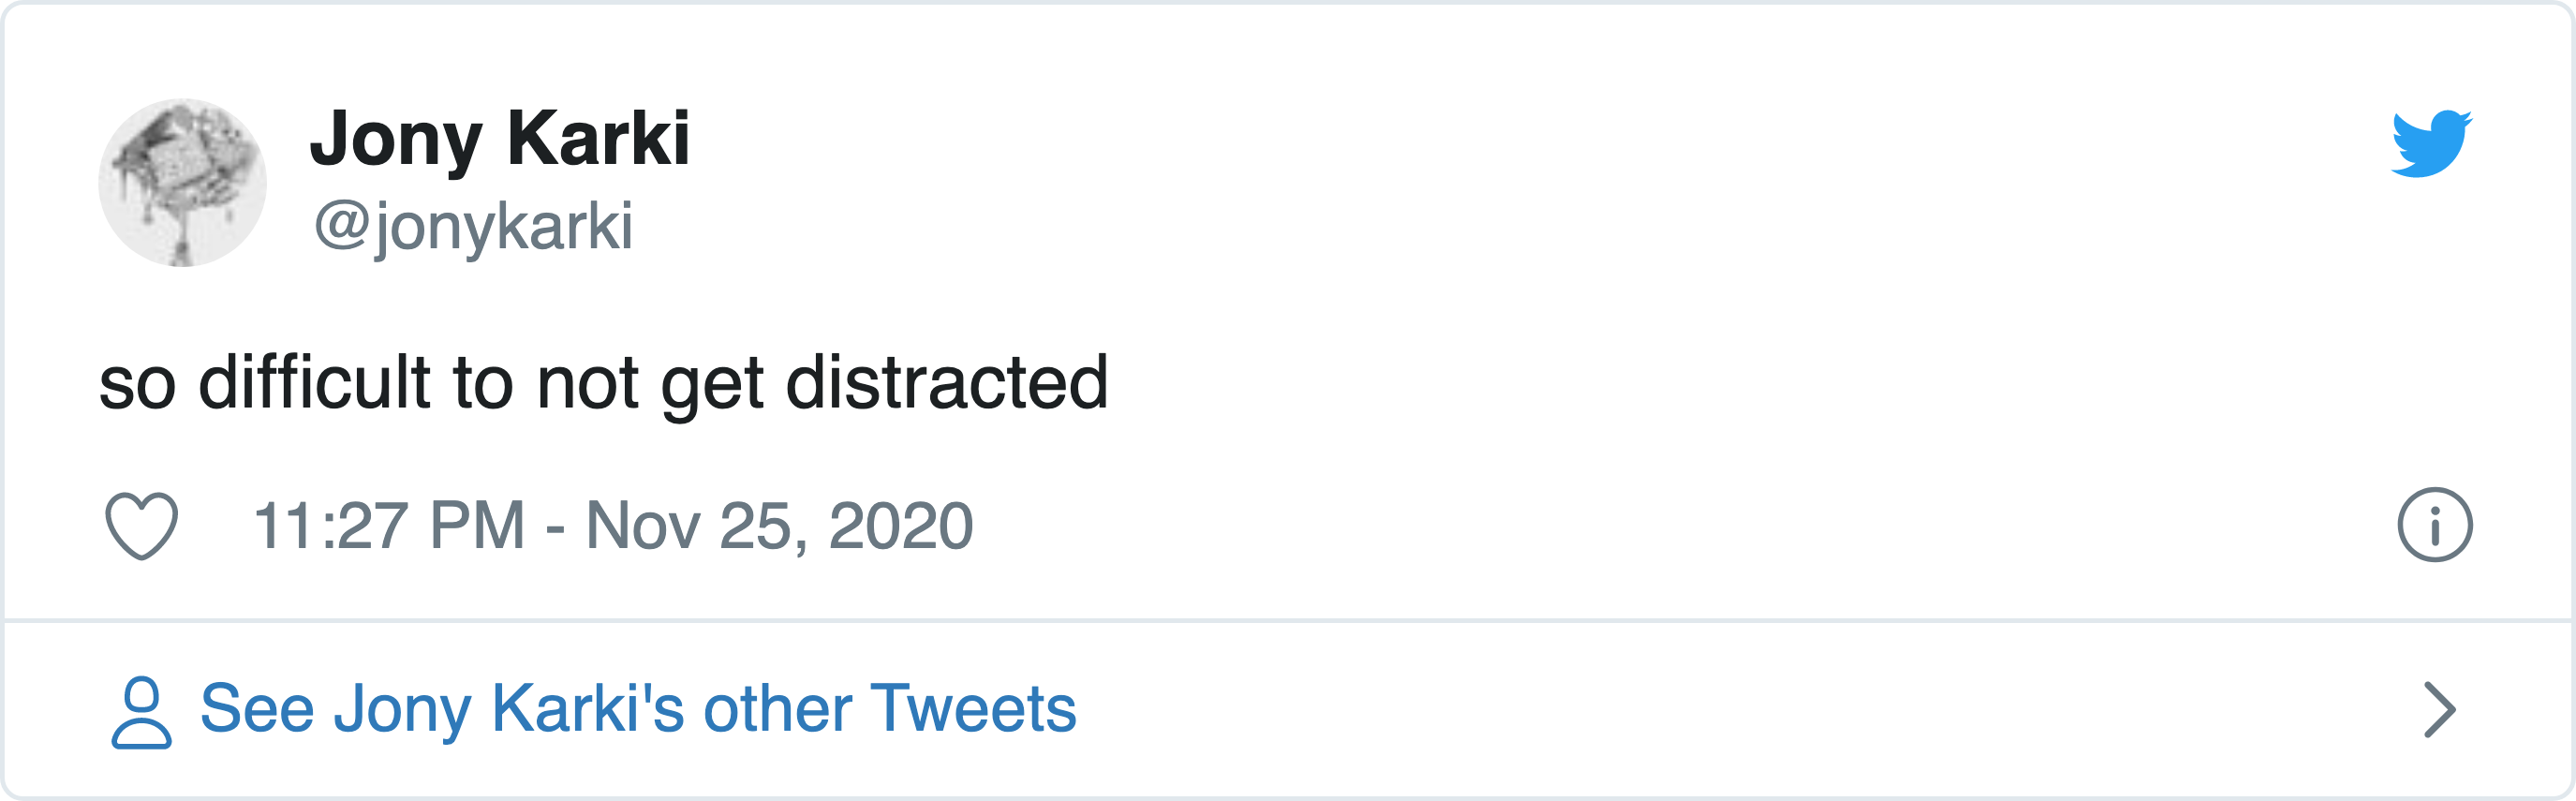 Jony Karki
@jonykarki
so difficult to not get distracted
11:27 PM - Nov 25, 2020
See Jony Karki's other Tweets